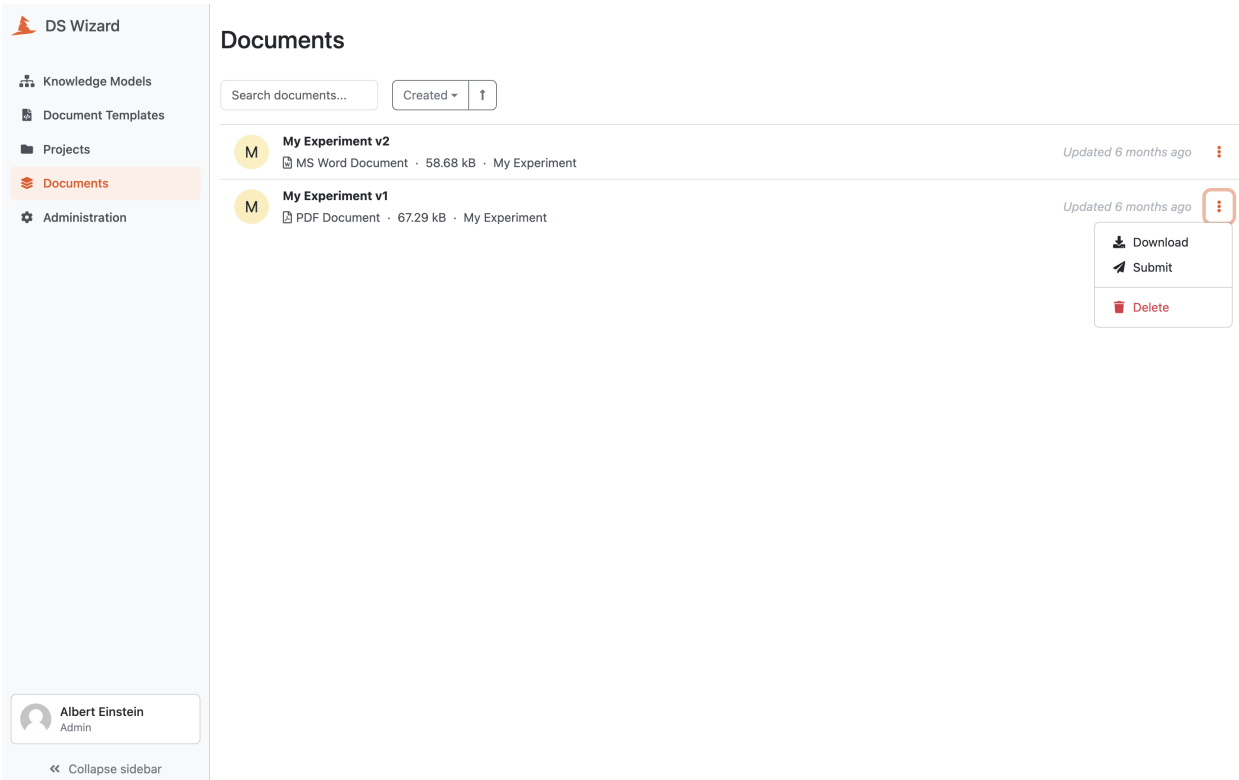 DS Wizard
Knowledge Models
Document Templates
Projects
Documents
Administration
Albert Einstein
Admin
Collapse sidebar
Documents
Search documents...
Created
M
My Experiment v2
MS Word Document · 58.68 kB · My Experiment
Updated 6 months ago
M
My Experiment v1
PDF Document · 67.29 kB · My Experiment
Updated 6 months ago
Download
Submit
Delete